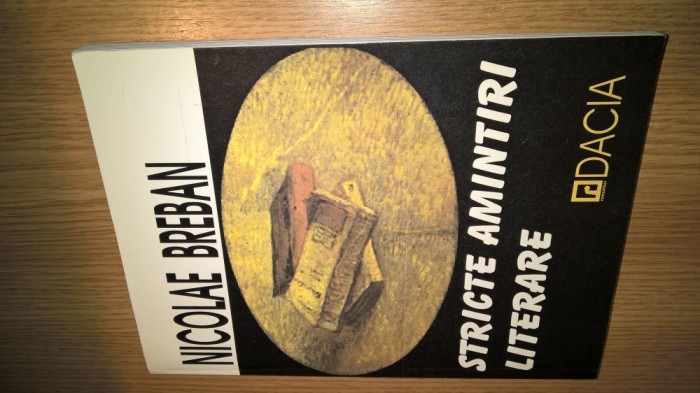 NICOLAE BREBAN
STRICTE AMINTIRI
LITERARE
DACIA